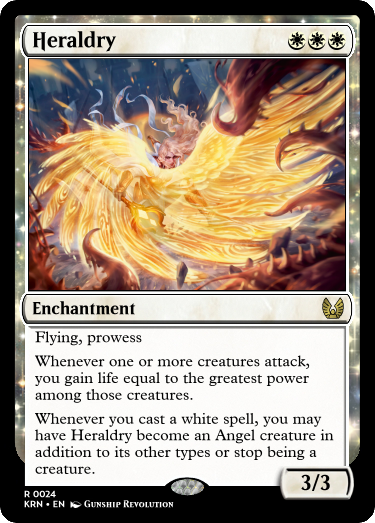 Heraldry
Enchantment
Flying, prowess
Whenever one or more creatures attack,
you gain life equal to the greatest power
among those creatures.
Whenever you cast a white spell, you may
have Heraldry become an Angel creature in
addition to its other types or stop being a
creature.
3/3
R 0024
KRN • EN Gunship Revolution